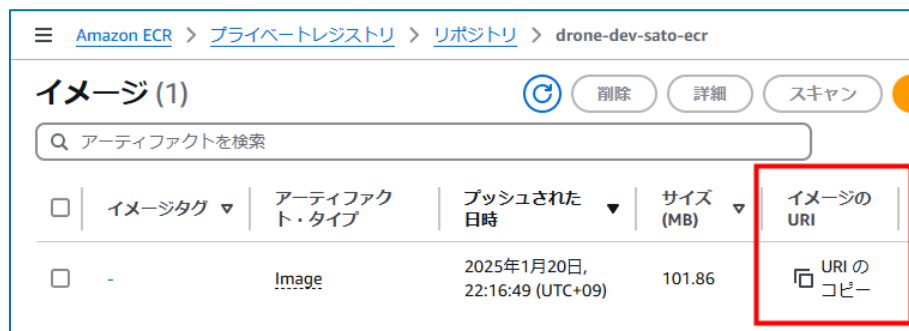 Amazon ECR > プライベートレジストリ > リポジトリ > drone-dev-sato-ecr
イメージ (1)
削除
詳細
スキャン
アーティファクトを検索
イメージタグ
アーティファク
ト・タイプ
プッシュされた
日時
サイズ
(MB)
イメージの
URI
-
Image
2025年1月20日,
22:16:49 (UTC+09)
101.86
URI の
コピー